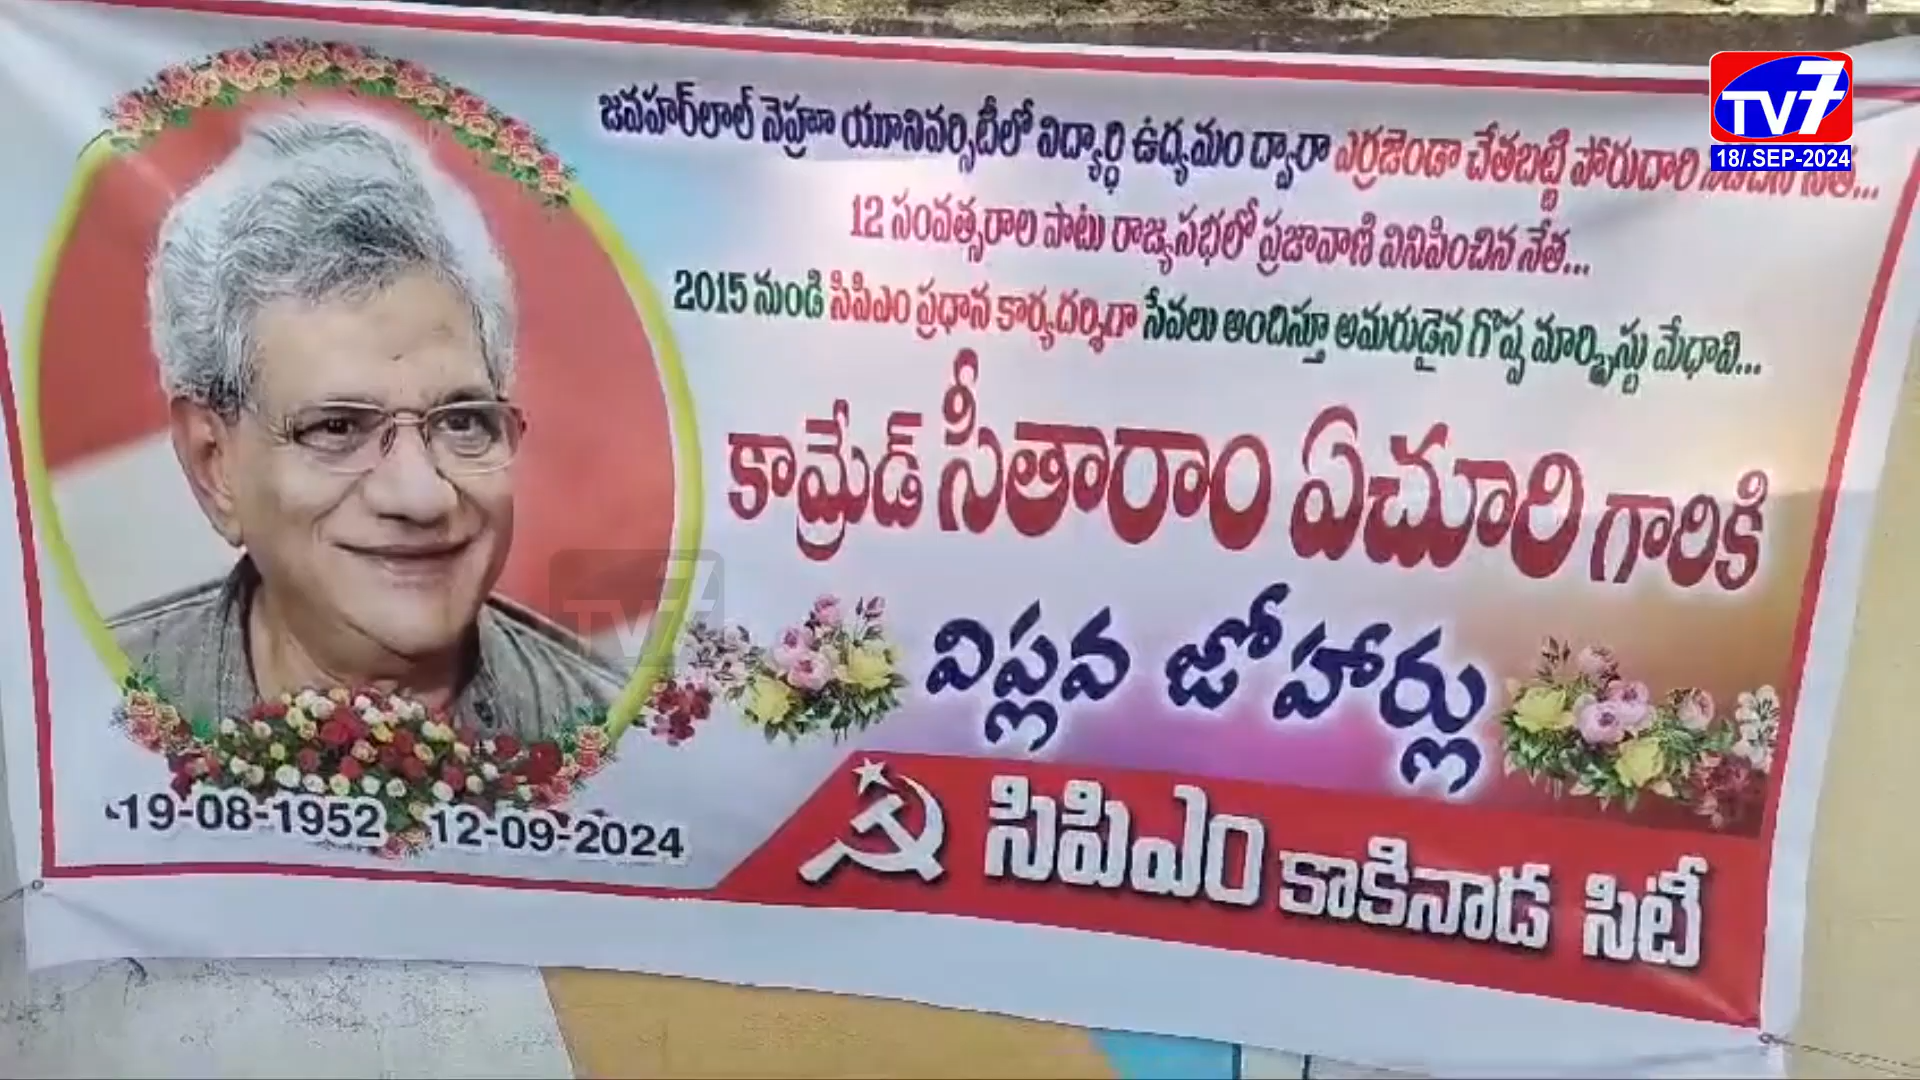 TV7
18/.SEP-2024
జవహర్‌లాల్ నెహ్రూ యూనివర్సిటీలో విద్యార్థి ఉద్యమం ద్వారా ఎర్రజెండా చేతబట్టి పోరుదారి
12 సంవత్సరాల పాటు రాజ్యసభలో ప్రజావాణి వినిపించిన నేత...
2015 నుండి సిపిఎం ప్రధాన కార్యదర్శిగా సేవలు అందిస్తూ అమరుడైన గొప్ప మార్క్సిస్టు మేధావి...
కామ్రేడ్ సీతారాం ఏచూరి గారికి
విప్లవ జోహార్లు
19-08-1952 12-09-2024
సిపిఎం కాకినాడ సిటీ
TV7